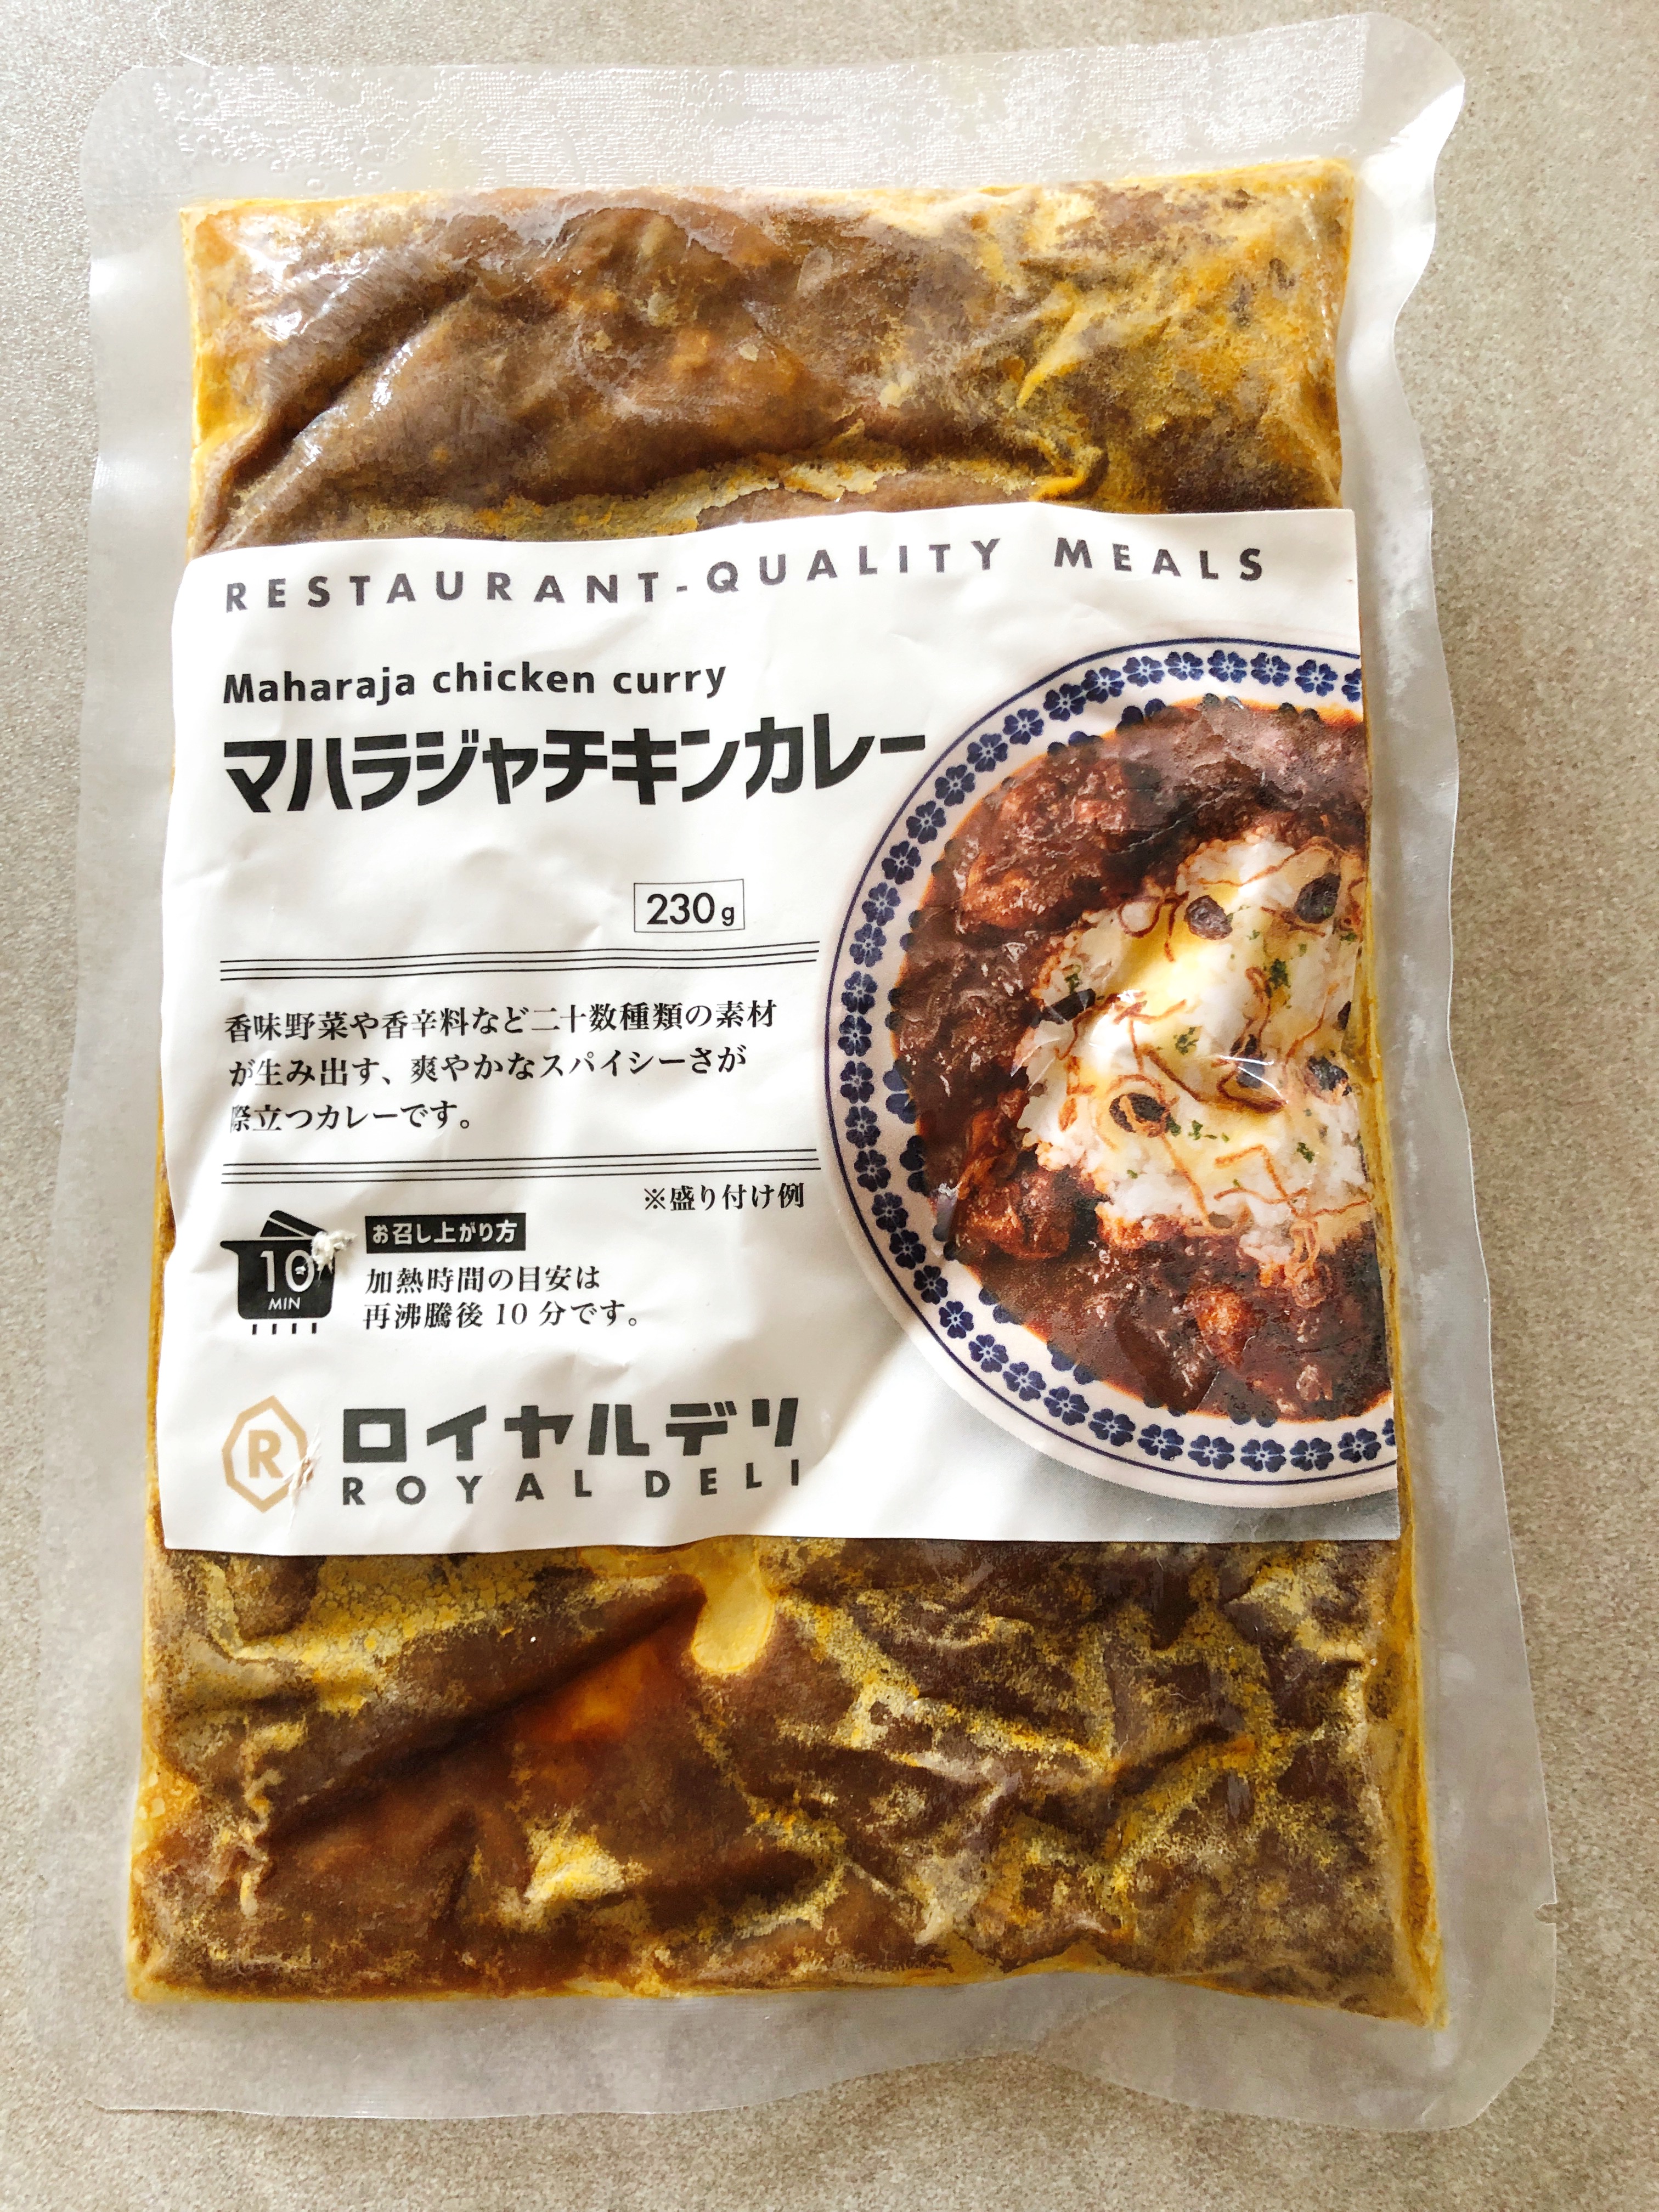 RESTAURANT-QUALITY MEALS
Maharaja chicken curry
マハラジャチキンカレー
230g
香味野菜や香辛料など二十数種類の素材
が生み出す、爽やかなスパイシーさが
際立つカレーです。
※盛り付け例
10
MIN
お召し上がり方
加熱時間の目安は
再沸騰後10分です。
R
ロイヤルデリ
ROYAL DELI